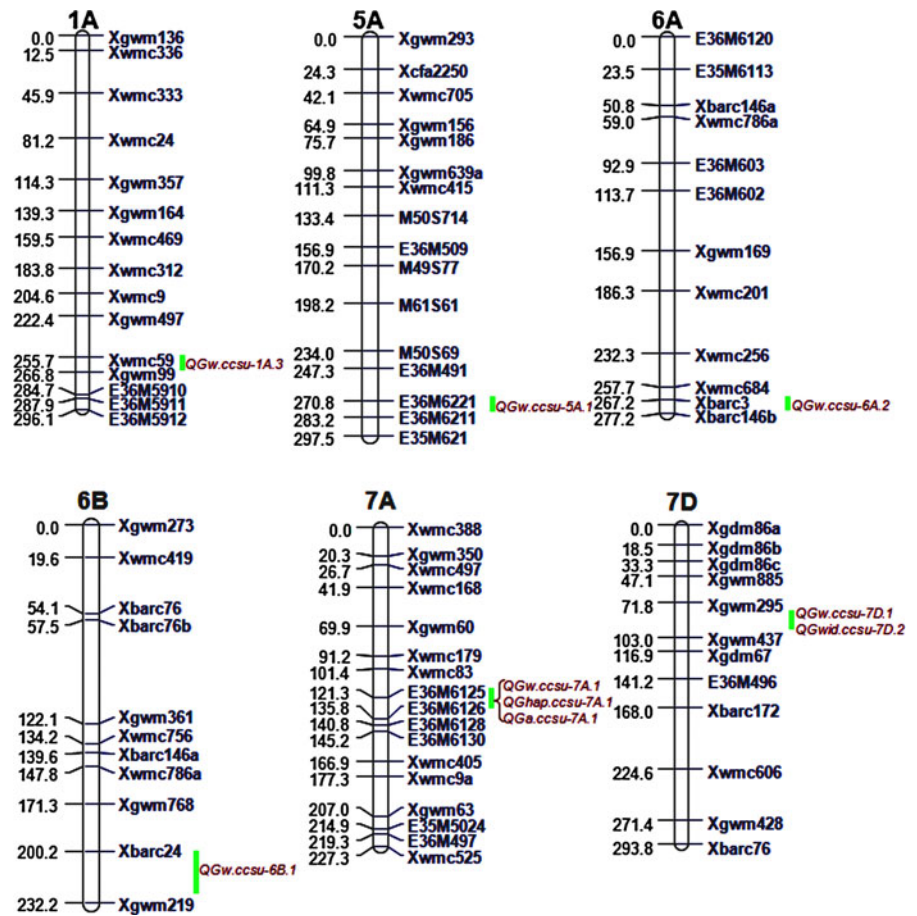 1A
0.0 Xgwm136
12.5 Xwmc336
45.9 Xwmc333
81.2 Xwmc24
114.3 Xgwm357
139.3 Xgwm164
159.5 Xwmc469
183.8 Xwmc312
204.6 Xwmc9
222.4 Xgwm497
255.7 Xwmc59
QGw.ccsu-1A.3
266.8 Xgwm99
284.7 E36M5910
287.9 E36M5911
296.1 E36M5912
5A
0.0 Xgwm293
24.3 Xcfa2250
42.1 Xwmc705
64.9 Xgwm156
75.7 Xgwm186
99.8 Xgwm639a
111.3 Xwmc415
133.4 M50S714
156.9 E36M509
170.2 M49S77
198.2 M61S61
234.0 M50S69
247.3 E36M491
270.8 E36M6221
QGw.ccsu-5A.1
283.2 E36M6211
297.5 E35M621
6A
0.0 E36M6120
23.5 E35M6113
50.8 Xbarc146a
59.0 Xwmc786a
92.9 E36M603
113.7 E36M602
156.9 Xgwm169
186.3 Xwmc201
232.3 Xwmc256
257.7 Xwmc684
267.2 Xbarc3
QGw.ccsu-6A.2
277.2 Xbarc146b
6B
0.0 Xgwm273
19.6 Xwmc419
54.1 Xbarc76
57.5 Xbarc76b
122.1 Xgwm361
134.2 Xwmc756
139.6 Xbarc146a
147.8 Xwmc786a
171.3 Xgwm768
200.2 Xbarc24
QGw.ccsu-6B.1
232.2 Xgwm219
7A
0.0 Xwmc388
20.3 Xgwm350
26.7 Xwmc497
41.9 Xwmc168
69.9 Xgwm60
91.2 Xwmc179
101.4 Xwmc83
121.3 E36M6125
135.8 E36M6126
140.8 E36M6128
145.2 E36M6130
QGw.ccsu-7A.1
QGhap.ccsu-7A.1
QGa.ccsu-7A.1
166.9 Xwmc405
177.3 Xwmc9a
207.0 Xgwm63
214.9 E35M5024
219.3 E36M497
227.3 Xwmc525
7D
0.0 Xgdm86a
18.5 Xgdm86b
33.3 Xgdm86c
47.1 Xgwm885
71.8 Xgwm295
QGw.ccsu-7D.1
QGwid.ccsu-7D.2
103.0 Xgwm437
116.9 Xgdm67
141.2 E36M496
168.0 Xbarc172
224.6 Xwmc606
271.4 Xgwm428
293.8 Xbarc76